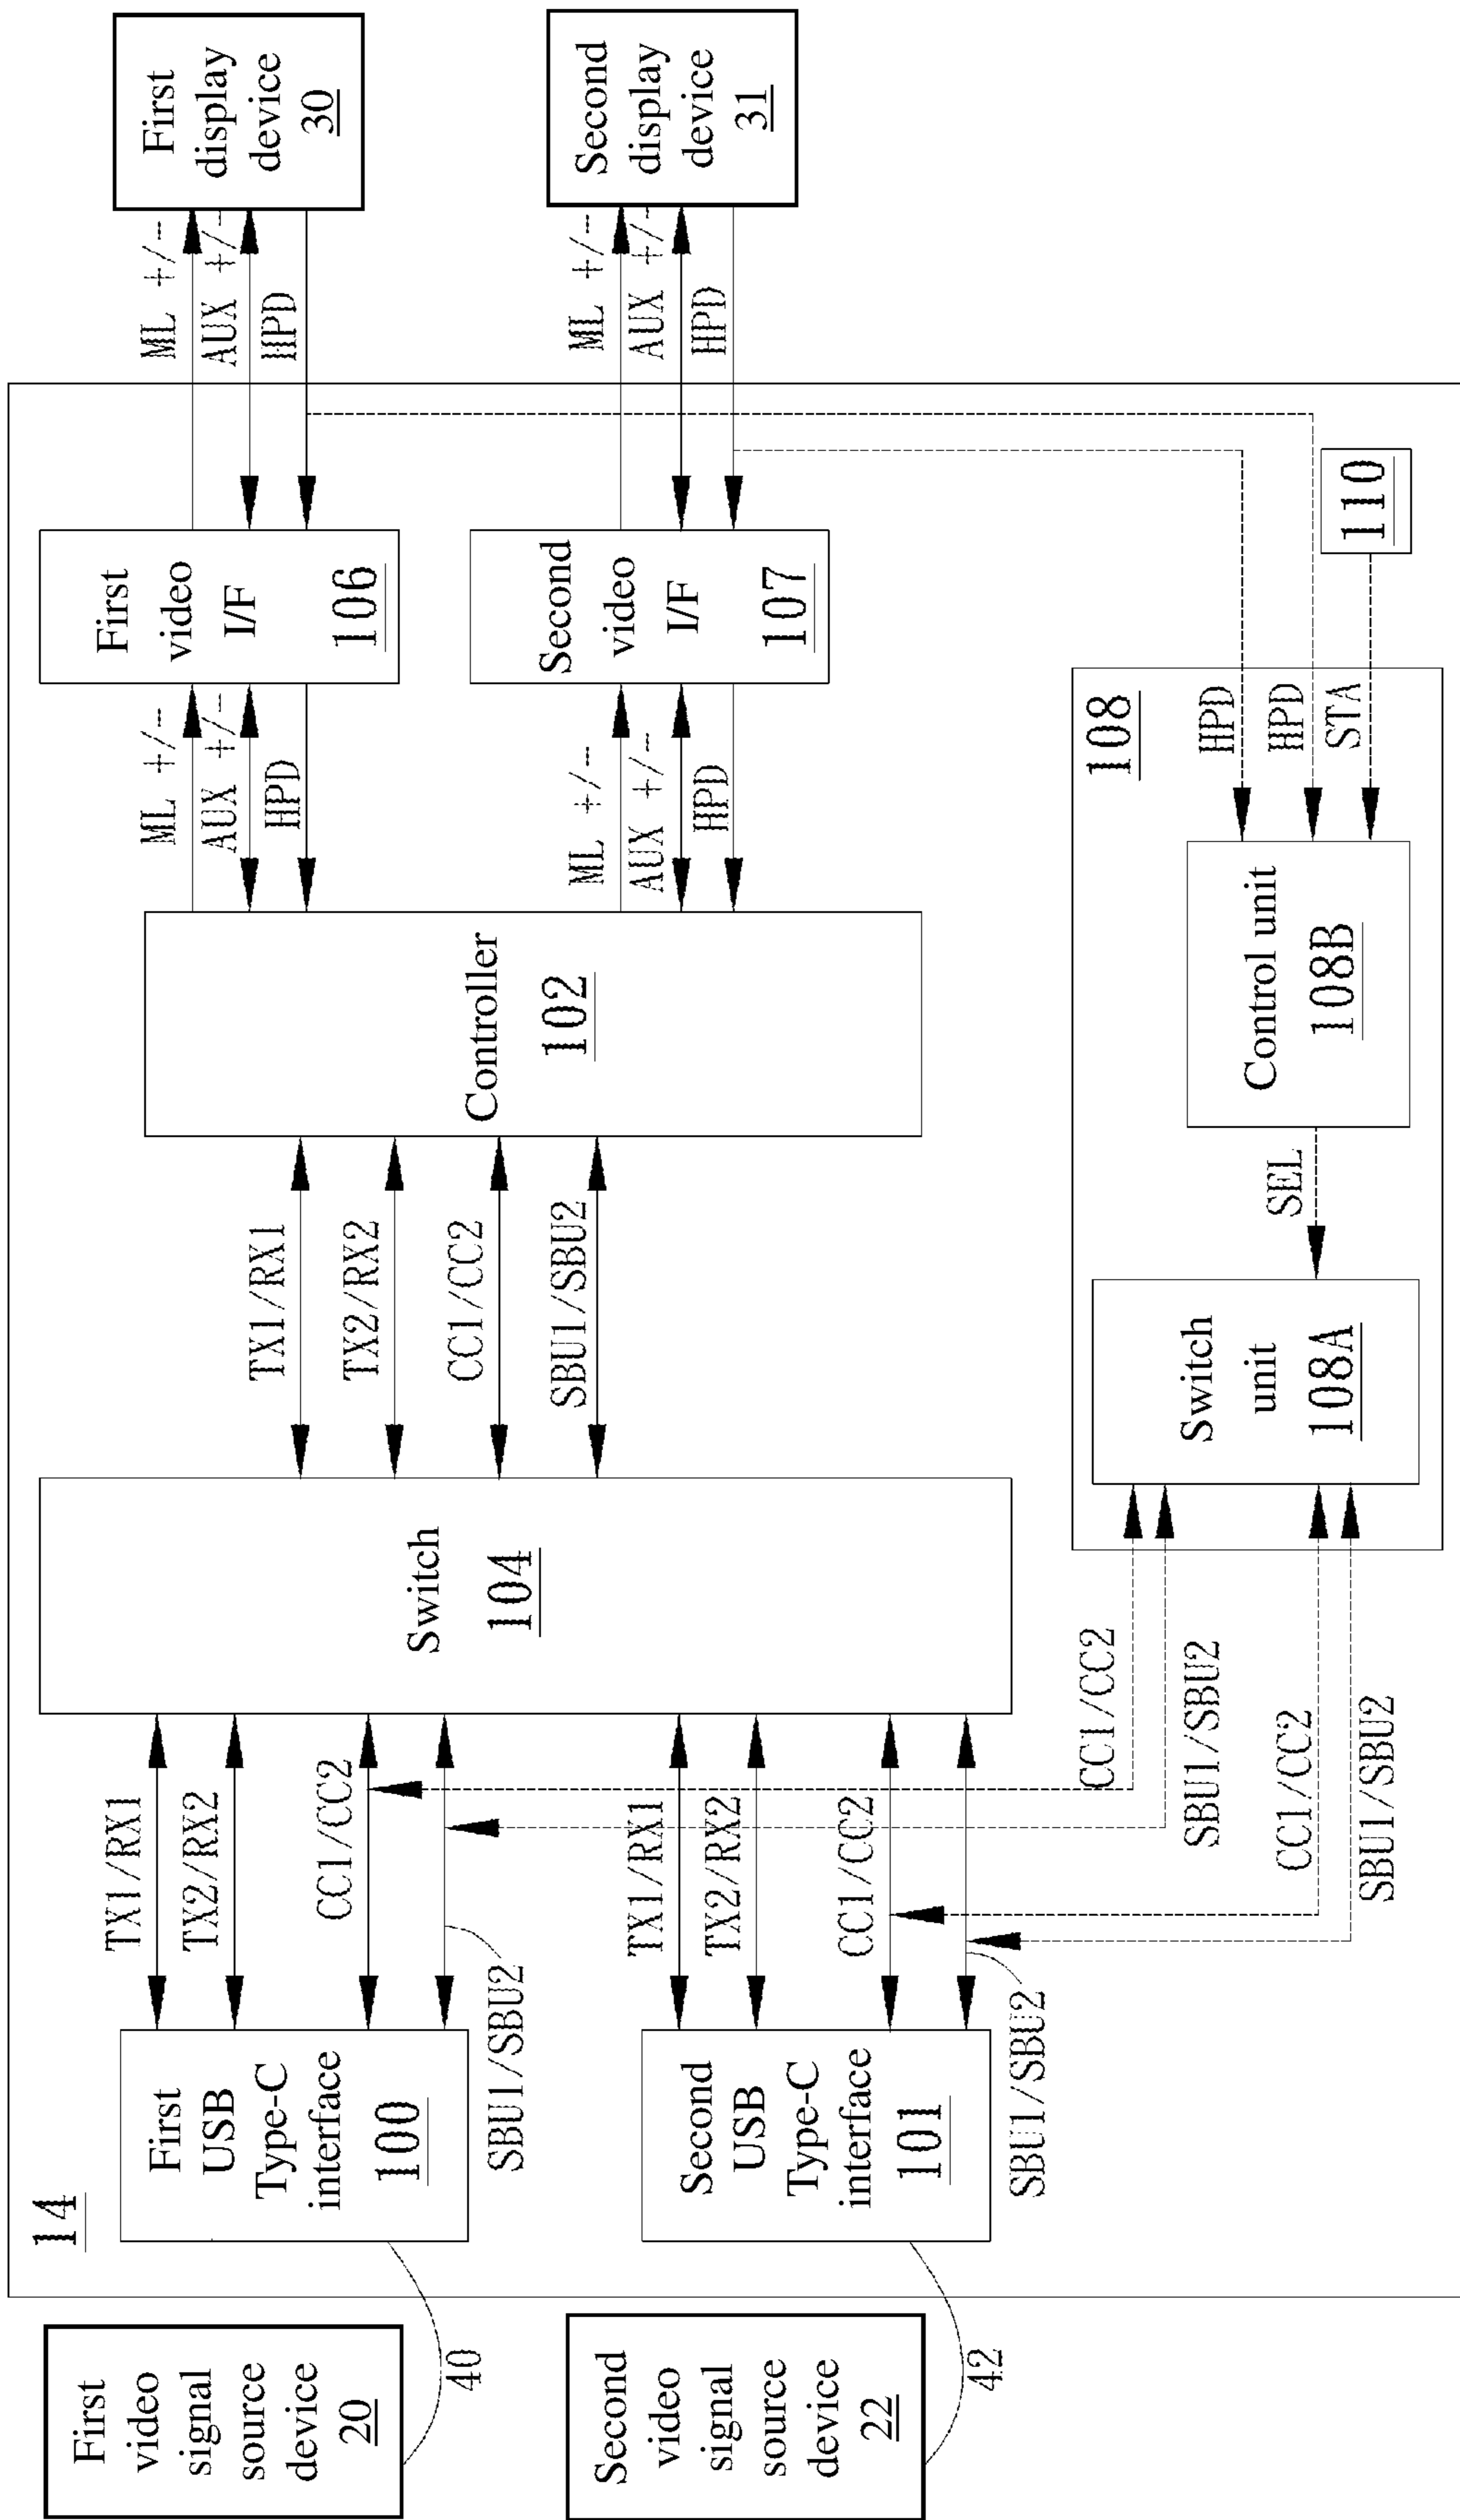 14
First
video
signal
source
device
20
40
First
USB
Type-C
interface
100
TX1/RX1
TX2/RX2
CC1/CC2
SBU1/SBU2
Second
video
signal
source
device
22
42
Second
USB
Type-C
interface
101
TX1/RX1
TX2/RX2
CC1/CC2
SBU1/SBU2
Switch
104
TX1/RX1
TX2/RX2
CC1/CC2
SBU1/SBU2
Controller
102
ML +/-
AUX +/-
HPD
ML +/-
AUX +/-
HPD
First
video
I/F
106
Second
video
I/F
107
ML +/-
AUX +/-
HPD
ML +/-
AUX +/-
HPD
First
display
device
30
Second
display
device
31
CC1/CC2
SBU1/SBU2
CC1/CC2
SBU1/SBU2
108
Switch
unit
108A
SEL
Control unit
108B
HPD
HPD
STA
110